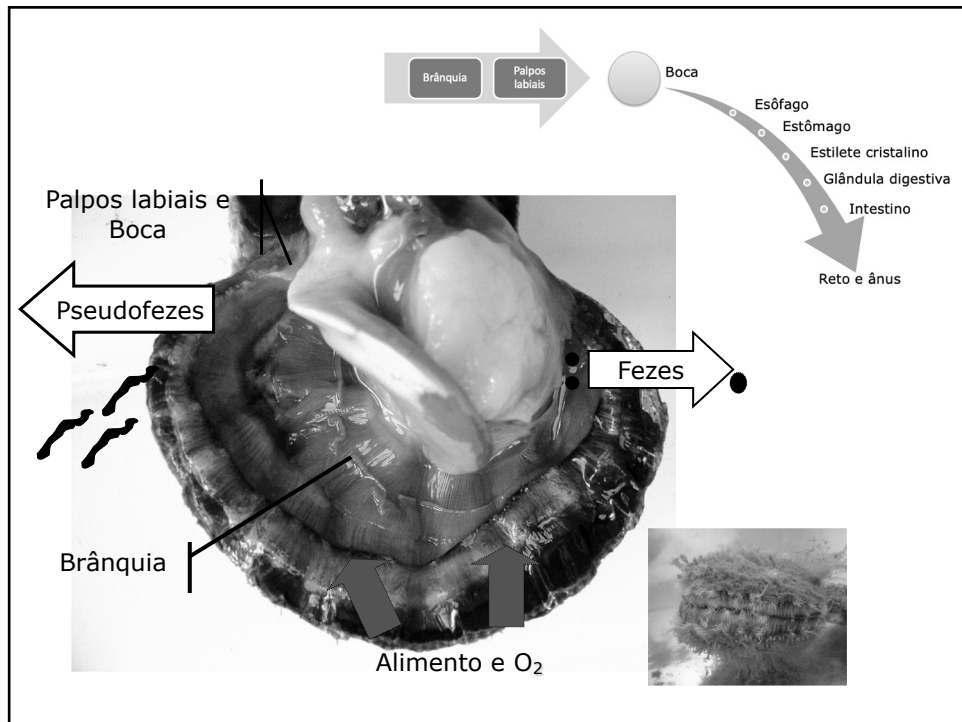 Brânquia
Palpos
labiais
Boca
Esôfago
Estômago
Estilete cristalino
Glândula digestiva
Intestino
Reto e ânus
Palpos labiais e
Boca
Pseudofezes
Fezes
Brânquia
Alimento e O₂